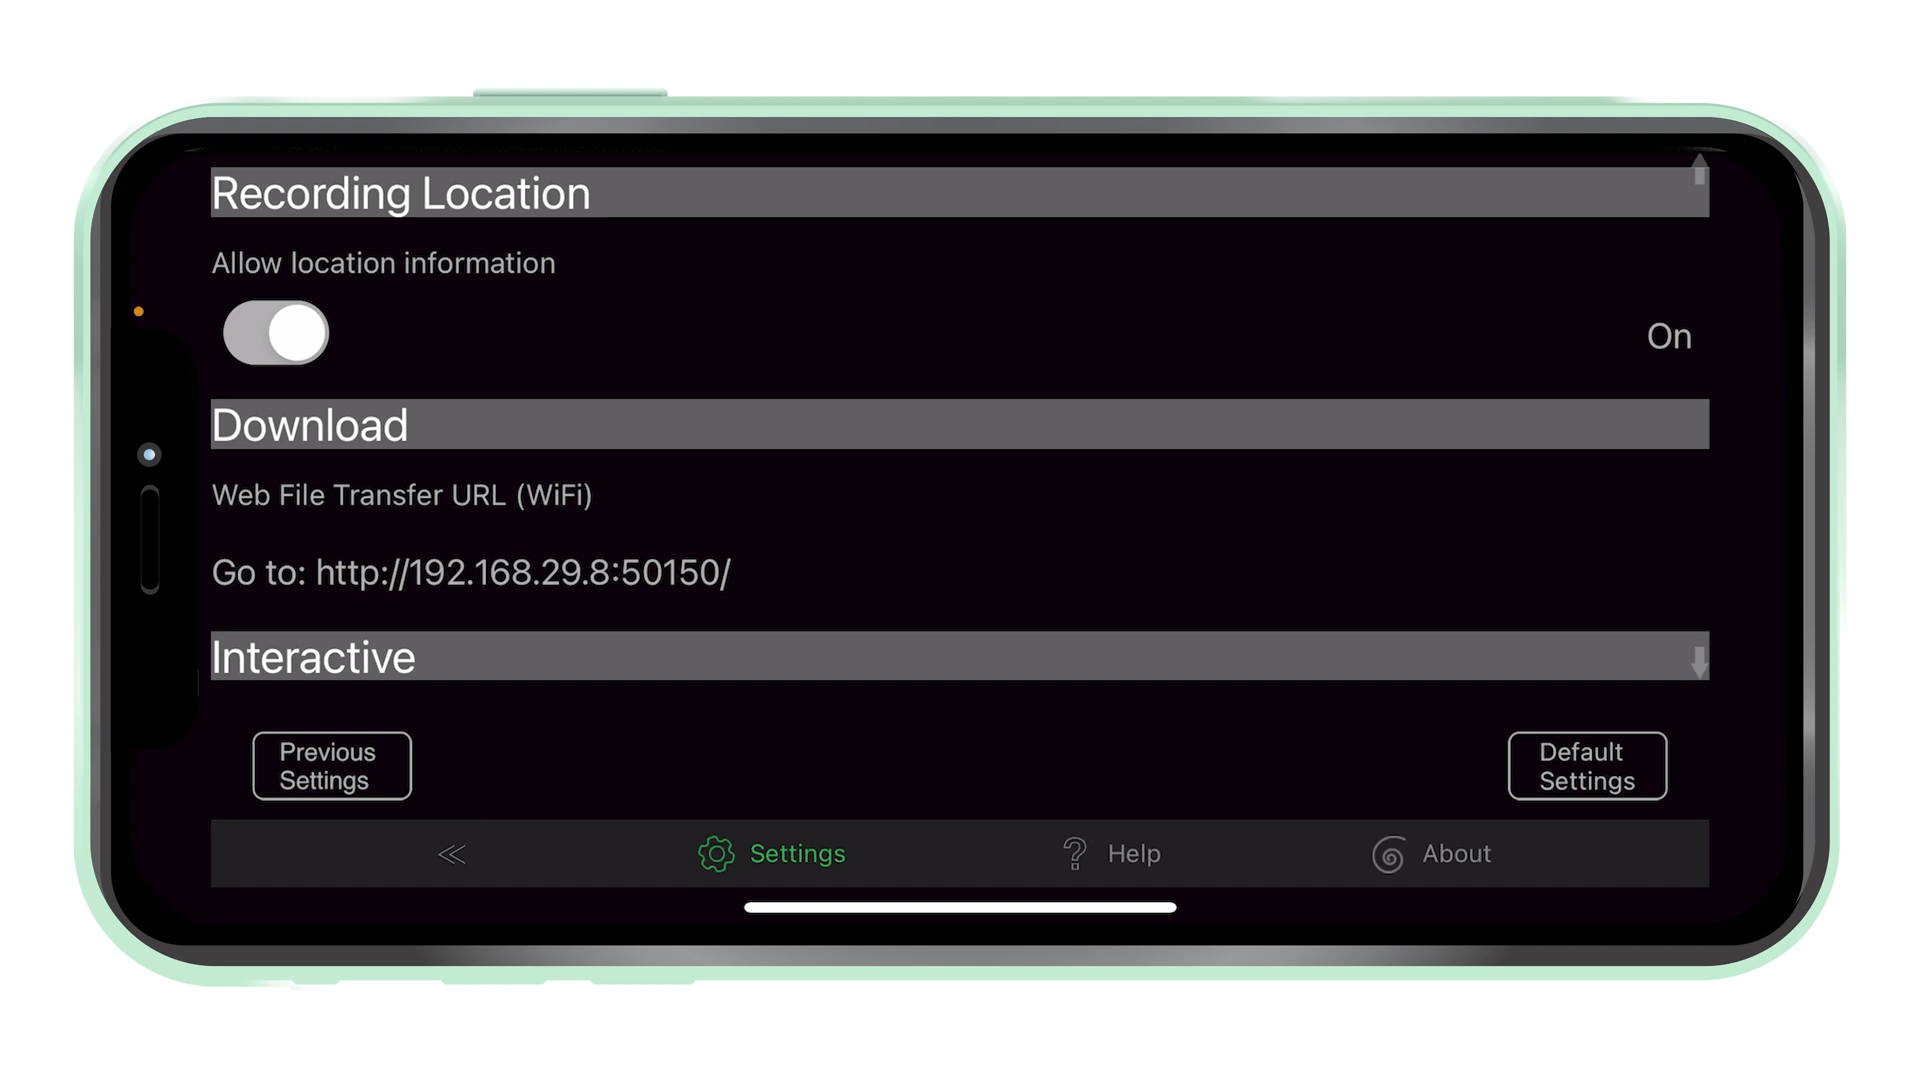 Recording Location
Allow location information
On
Download
Web File Transfer URL (WiFi)
Go to: http://192.168.29.8:50150/
Interactive
Previous
Settings
Default
Settings
Settings
Help
About